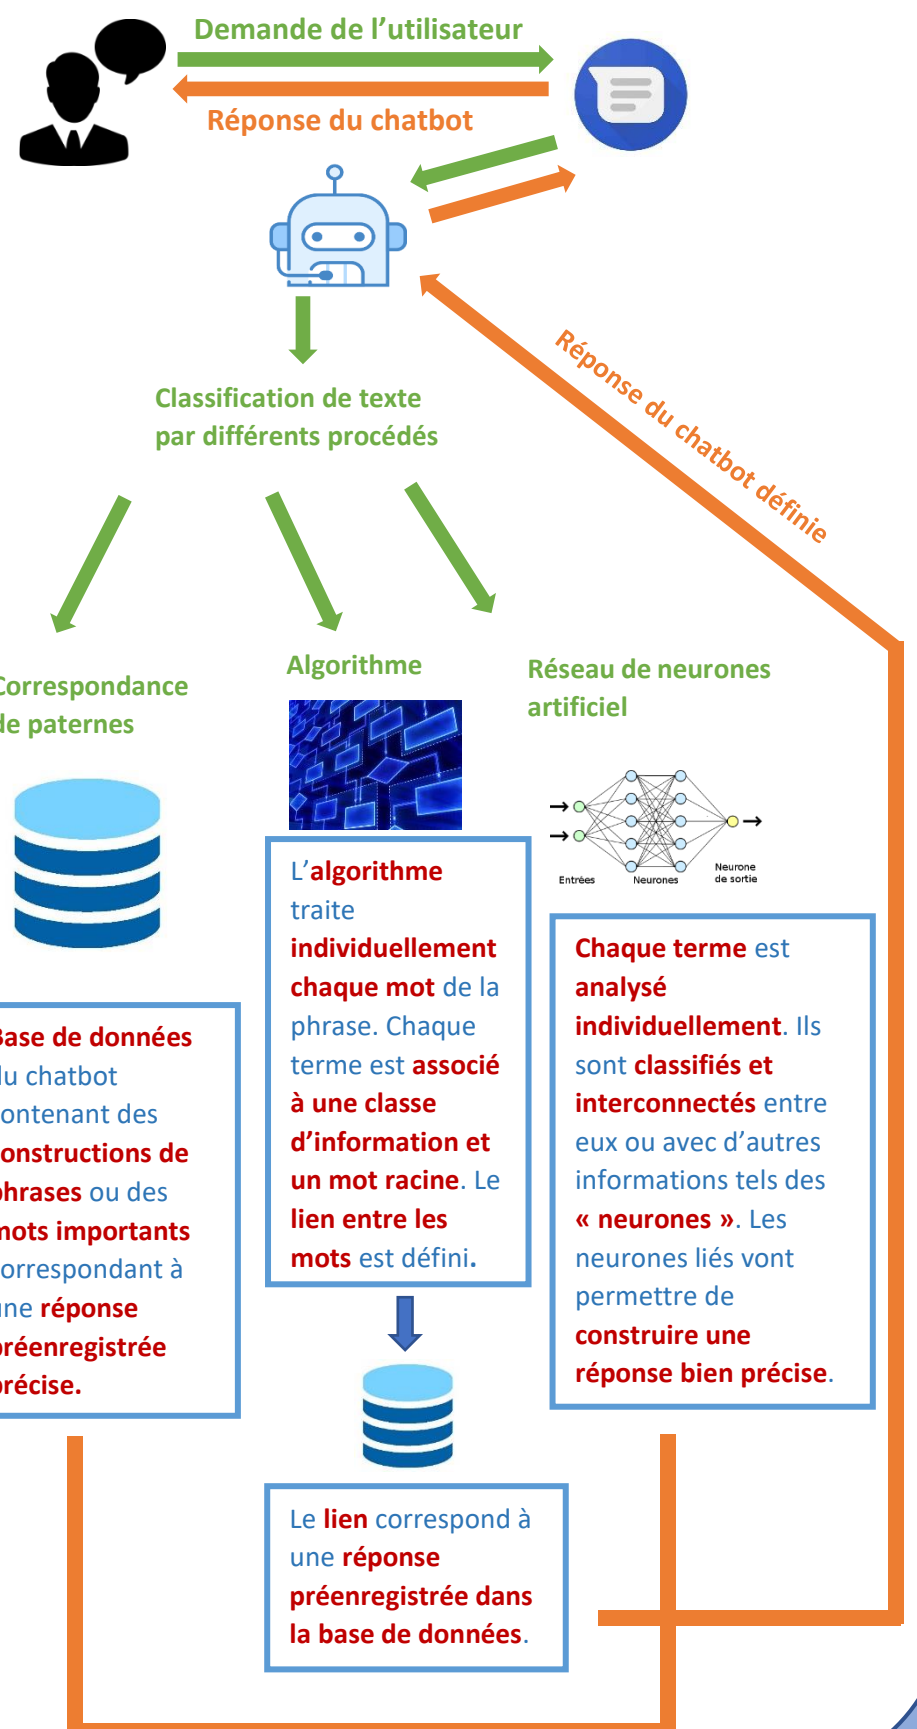 Demande de l'utilisateur
Réponse du chatbot
Réponse du chatbot définie
Classification de texte
par différents procédés
Correspondance
de paternes
Base de données
du chatbot
contenant des
constructions de
phrases ou des
mots importants
correspondant à
une réponse
préenregistrée
précise.
Algorithme
L'algorithme
traite
individuellement
chaque mot de la
phrase. Chaque
terme est associé
à une classe
d'information et
un mot racine. Le
lien entre les
mots est défini.
Le lien correspond à
une réponse
préenregistrée dans
la base de données.
Réseau de neurones
artificiel
Entrées
Neurones
Neurone
de sortie
Chaque terme est
analysé
individuellement. Ils
sont classifiés et
interconnectés entre
eux ou avec d'autres
informations tels des
« neurones ». Les
neurones liés vont
permettre de
construire une
réponse bien précise.